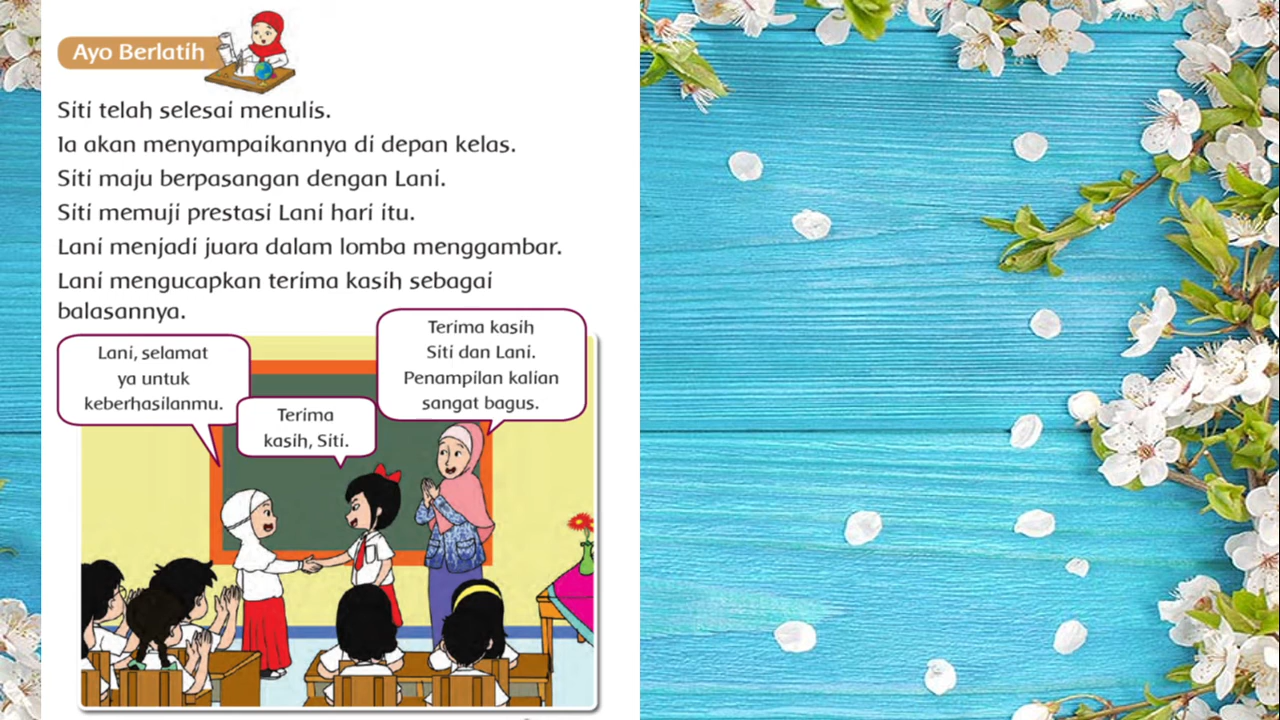 Ayo Berlatih
Siti telah selesai menulis.
Ia akan menyampaikannya di depan kelas.
Siti maju berpasangan dengan Lani.
Siti memuji prestasi Lani hari itu.
Lani menjadi juara dalam lomba menggambar.
Lani mengucapkan terima kasih sebagai
balasannya.
Lani, selamat
ya untuk
keberhasilanmu.
Terima
kasih, Siti.
Terima kasih
Siti dan Lani.
Penampilan kalian
sangat bagus.